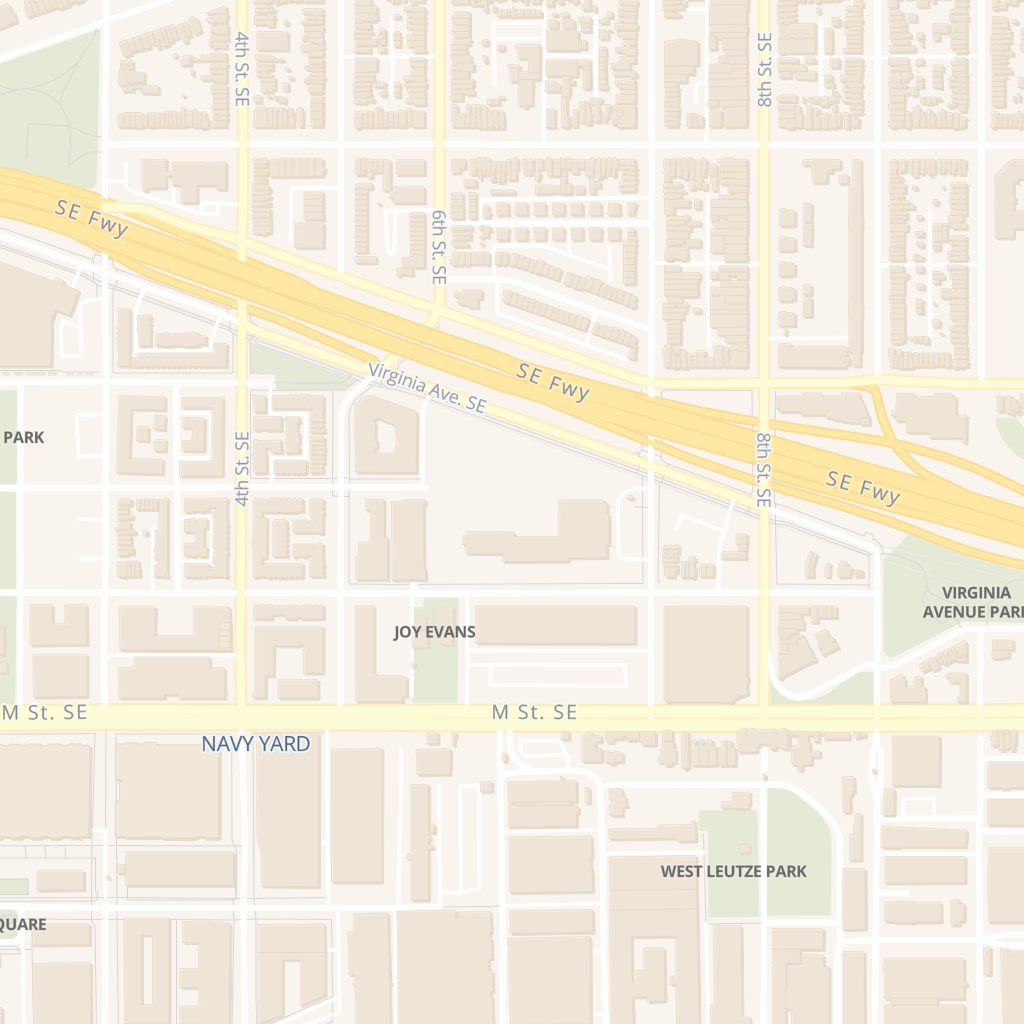 4th St. SE
8th St. SE
SE Fwy
6th St. SE
SE Fwy
Virginia Ave. SE
PARK
4th St. SE
8th St. SE
SE Fwy
VIRGINIA
AVENUE PARK
JOY EVANS
M St. SE
M St. SE
NAVY YARD
WEST LEUTZE PARK
QUARE